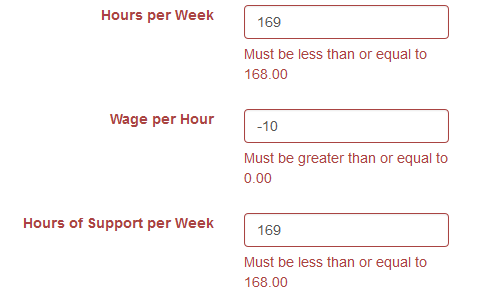 Hours per Week
169
Must be less than or equal to
168.00
Wage per Hour
-10
Must be greater than or equal to
0.00
Hours of Support per Week
169
Must be less than or equal to
168.00